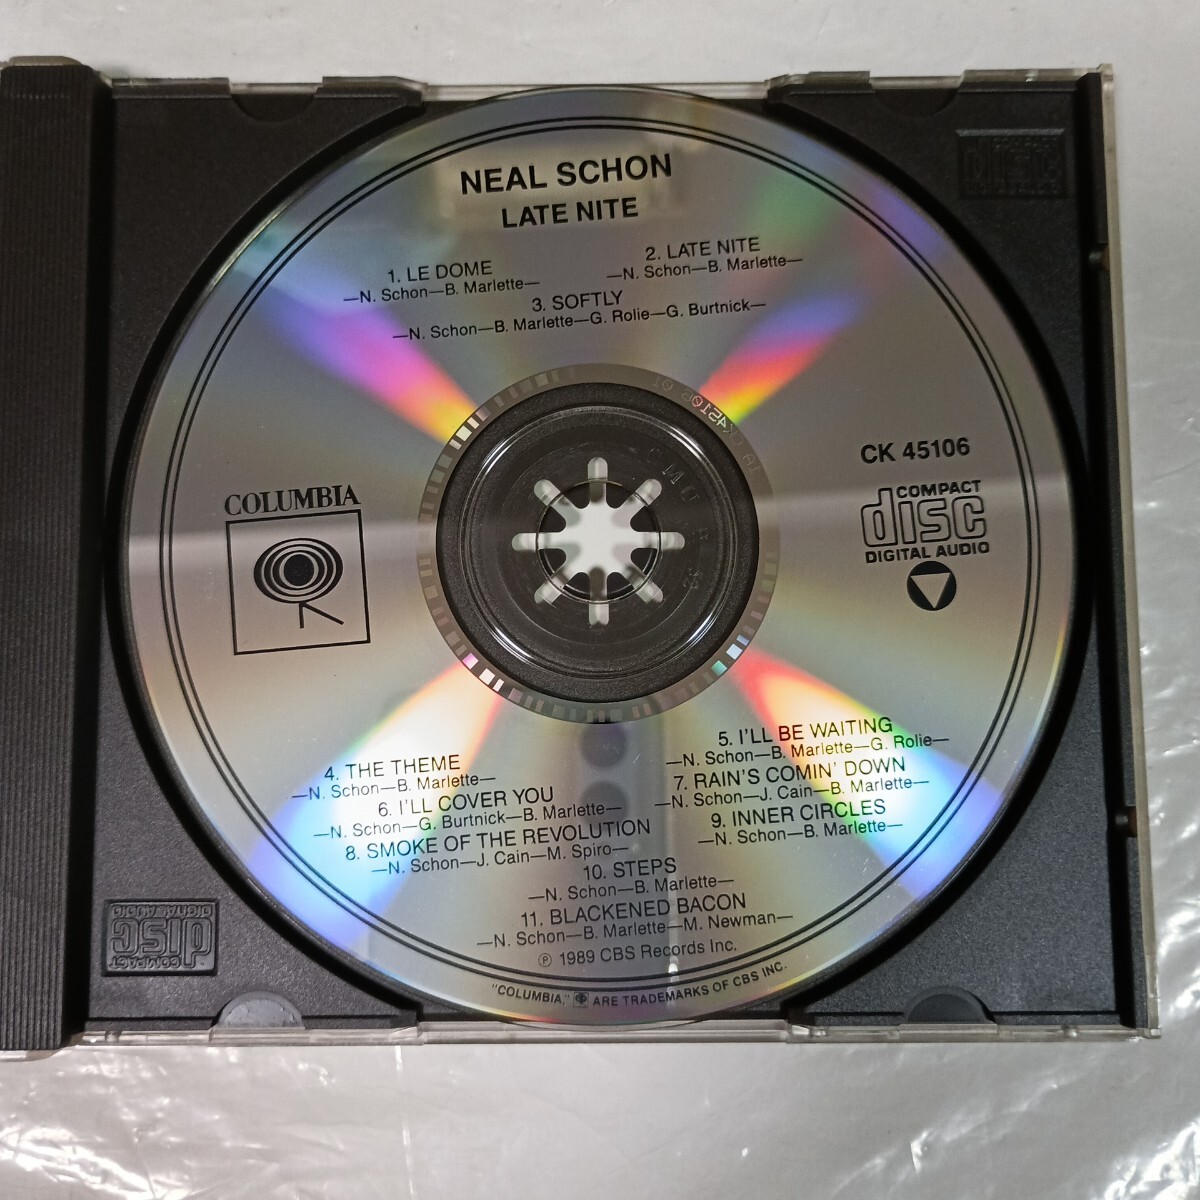 NEAL SCHON
LATE NITE
1. LE DOME
—N. Schon—B. Marlette—
2. LATE NITE
—N. Schon—B. Marlette—
3. SOFTLY
—N. Schon—B. Marlette—G. Rolie—G. Burtnick—
COLUMBIA
CK 45106
COMPACT
disc
DIGITAL AUDIO
4. THE THEME
—N. Schon—B. Marlette—
5. I'LL BE WAITING
—N. Schon—B. Marlette—G. Rolie—
6. I'LL COVER YOU
—N. Schon—G. Burtnick—B. Marlette—
7. RAIN'S COMIN' DOWN
—N. Schon—J. Cain—B. Marlette—
8. SMOKE OF THE REVOLUTION
—N. Schon—J. Cain—M. Spiro—
9. INNER CIRCLES
—N. Schon—B. Marlette—
10. STEPS
—N. Schon—B. Marlette—
11. BLACKENED BACON
—N. Schon—B. Marlette—M. Newman—
℗ 1989 CBS Records Inc.
"COLUMBIA," ARE TRADEMARKS OF CBS INC.
COMPACT
disc
DIGITAL AUDIO